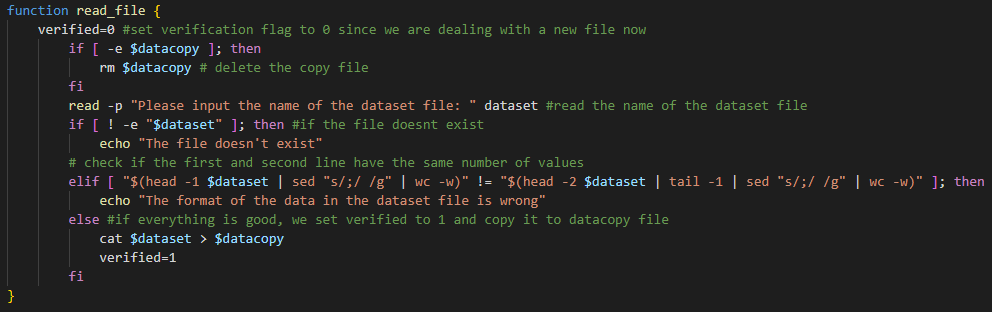 function read_file {
    verified=0 #set verification flag to 0 since we are dealing with a new file now
        if [ -e $datacopy ]; then
            rm $datacopy # delete the copy file
        fi
        read -p "Please input the name of the dataset file: " dataset #read the name of the dataset file
        if [ ! -e "$dataset" ]; then #if the file doesnt exist
            echo "The file doesn't exist"
        # check if the first and second line have the same number of values
        elif [ "$(head -1 $dataset | sed "s/;/ /g" | wc -w)" != "$(head -2 $dataset | tail -1 | sed "s/;/ /g" | wc -w)" ]; then
            echo "The format of the data in the dataset file is wrong"
        else #if everything is good, we set verified to 1 and copy it to datacopy file
            cat $dataset > $datacopy
            verified=1
        fi
}